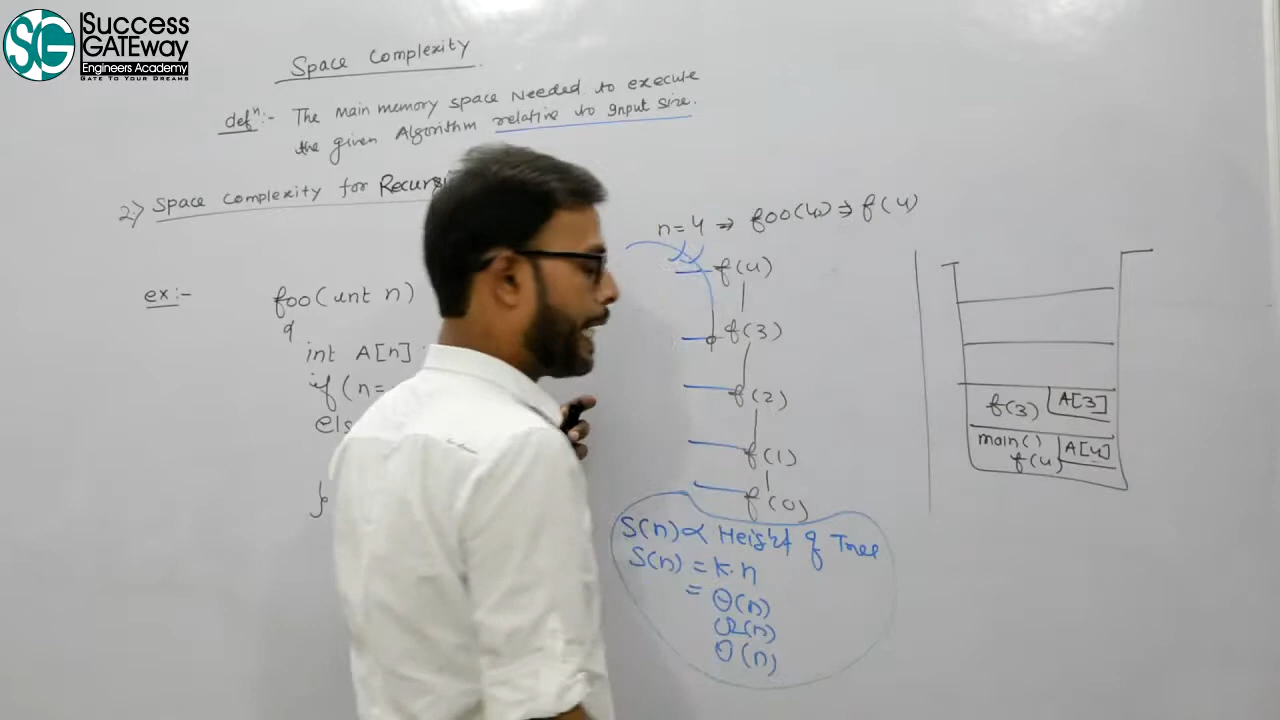 Success
GATEway
Engineers Academy
GATE TO YOUR DREAMS
SG
Space Complexity
defⁿ:- The main memory space Needed to execute
the given Algorithm relative to Input size.
2.) Space Complexity for
ex:-
foo(int n)
{
int A[n]
if (n=
}
n=4 ⇒ foo(4) ⇒ f(4)
f(4)
f(3)
f(2)
f(1)
f(0)
S(n) ∝ Height of Tree
S(n) = k·n
= Θ(n)
Ω(n)
O(n)
f(3) A[3]
main() A[4]
f(4)